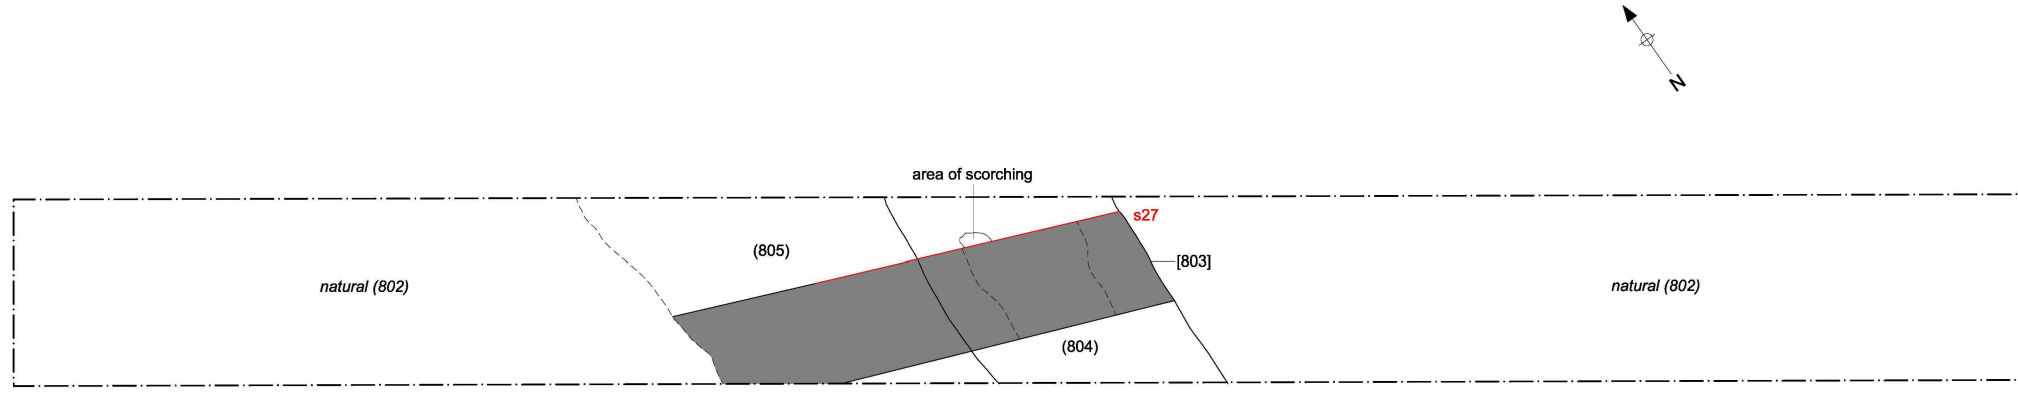 N
area of scorching
s27
(805)
[803]
natural (802)
natural (802)
(804)